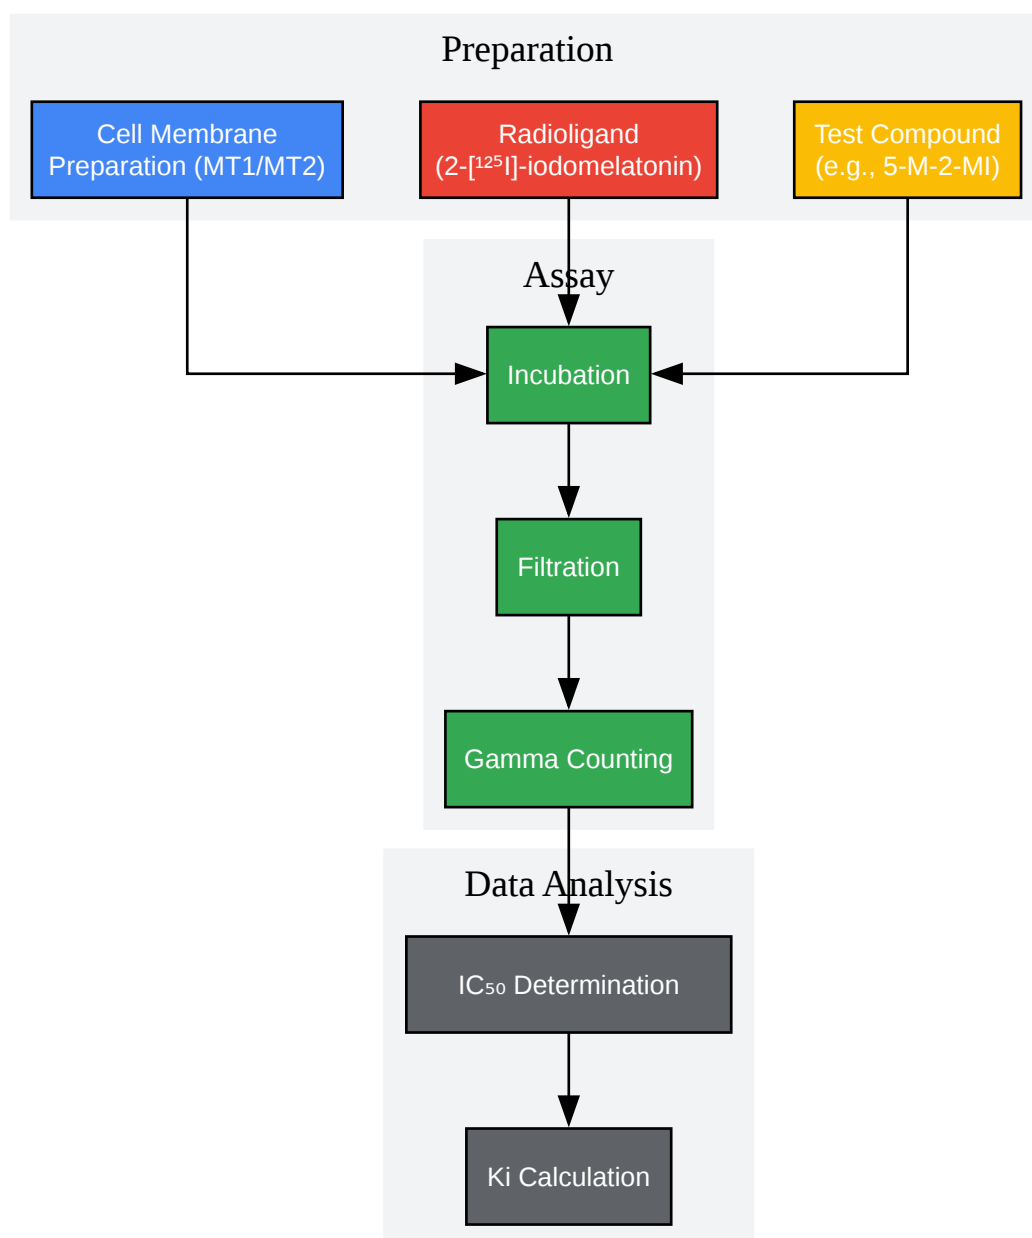 Preparation
Cell Membrane
Preparation (MT1/MT2)
Radioligand
(2-[¹²⁵I]-iodomelatonin)
Test Compound
(e.g., 5-M-2-MI)
Assay
Incubation
Filtration
Gamma Counting
Data Analysis
IC₅₀ Determination
Ki Calculation